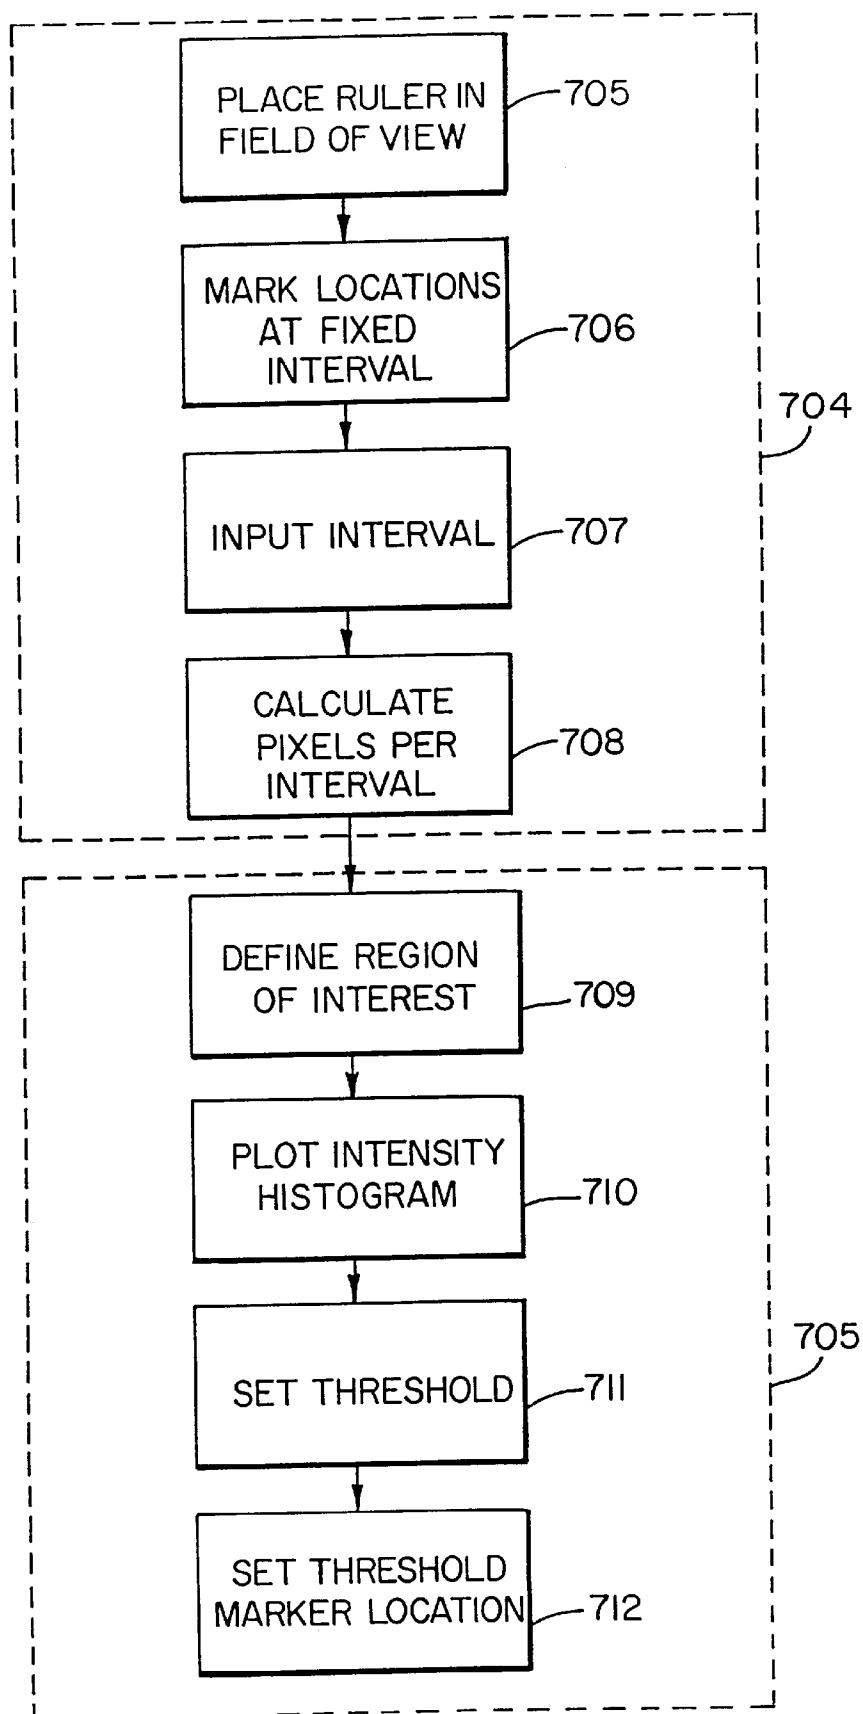 PLACE RULER IN
FIELD OF VIEW
705
MARK LOCATIONS
AT FIXED
INTERVAL
706
704
INPUT INTERVAL
707
CALCULATE
PIXELS PER
INTERVAL
708
DEFINE REGION
OF INTEREST
709
PLOT INTENSITY
HISTOGRAM
710
705
SET THRESHOLD
711
SET THRESHOLD
MARKER LOCATION
712